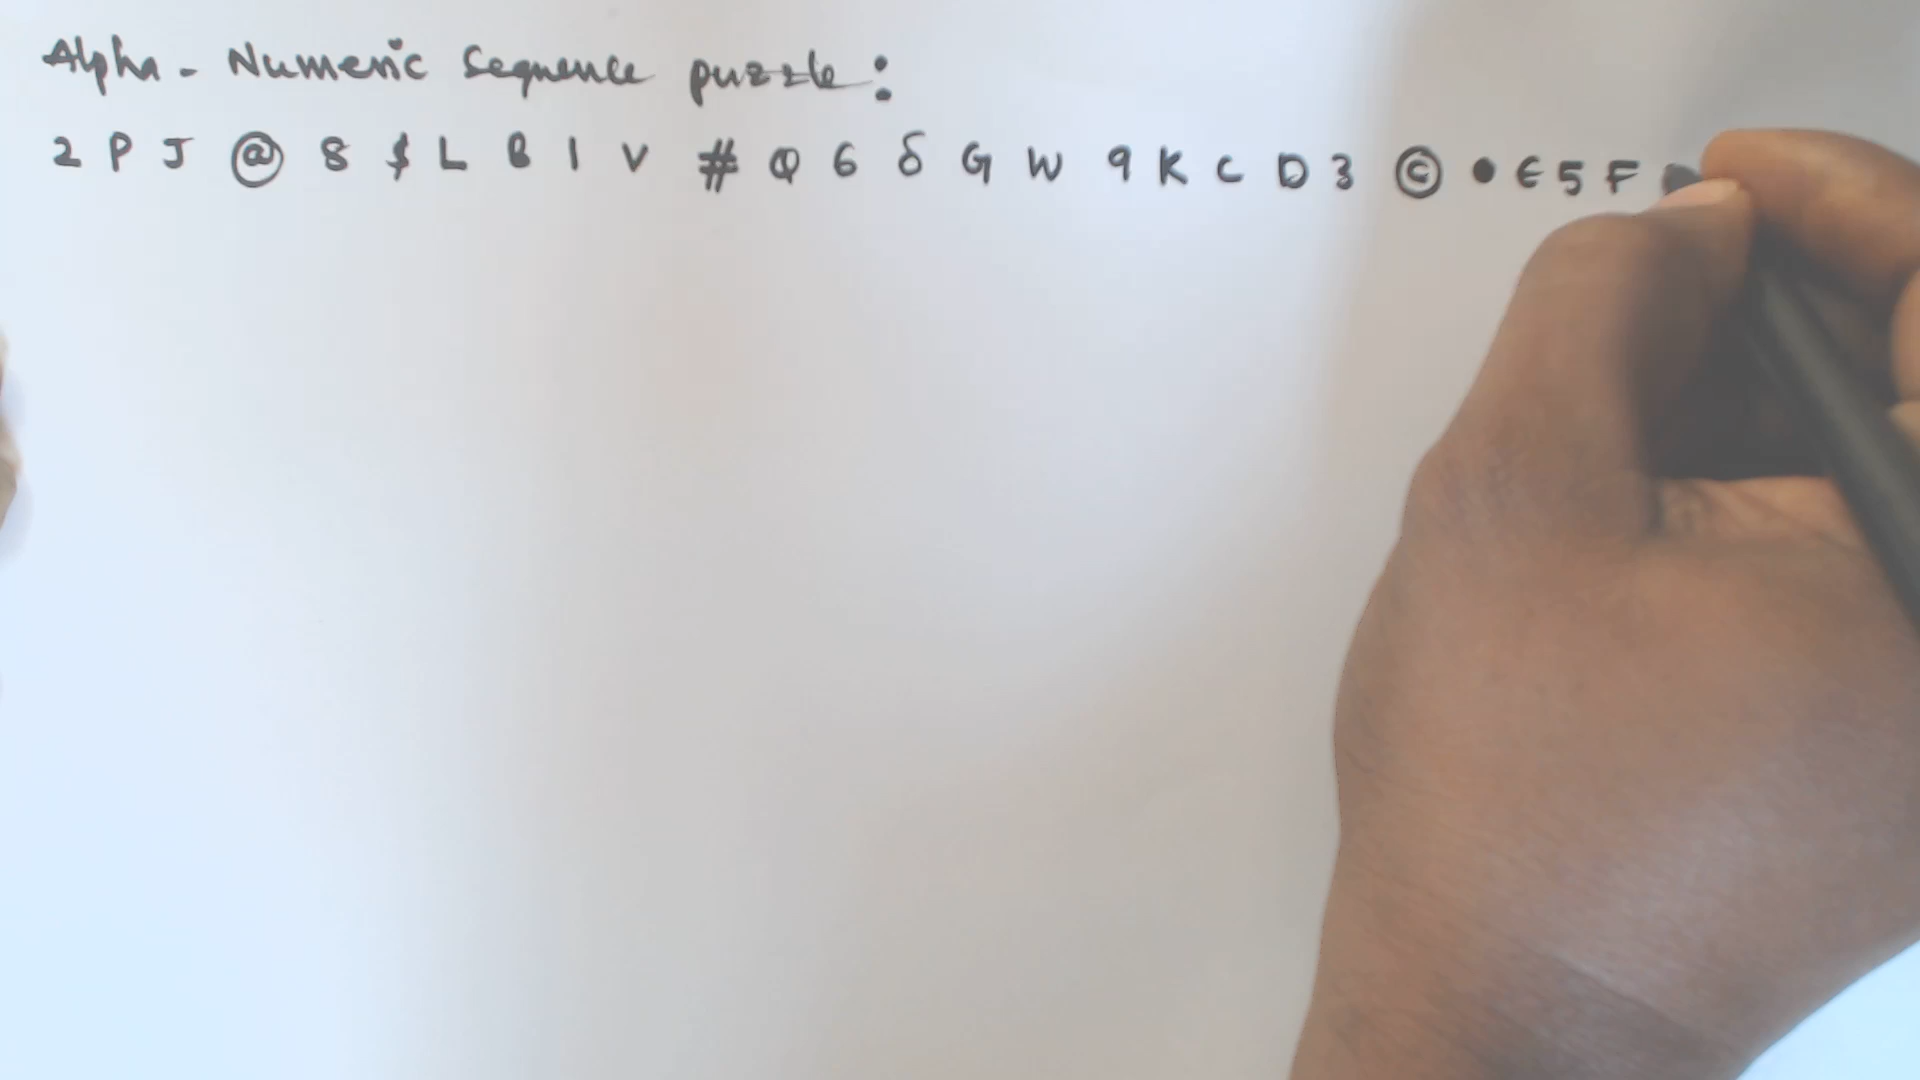 Alpha - Numeric Sequence puzzle :
2 P J @ 8 $ L B 1 V # Q 6 δ G W 9 K C D 3 © • € 5 F